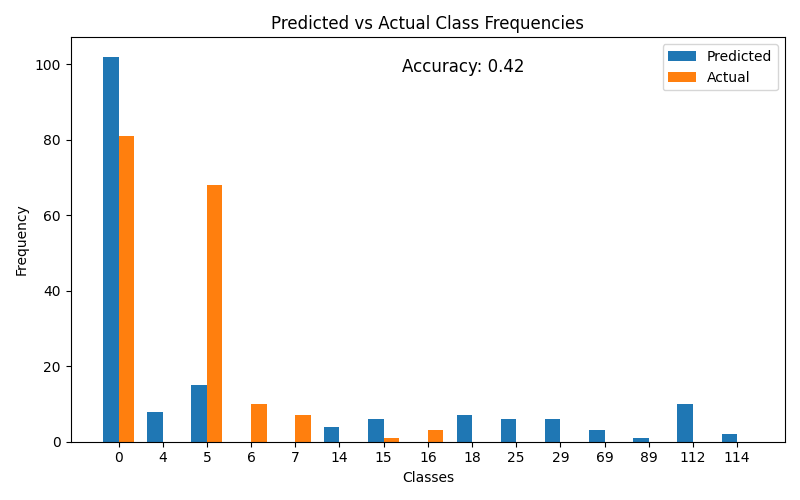 Predicted vs Actual Class Frequencies
Accuracy: 0.42
Predicted
Actual
Frequency
100
80
60
40
20
0
0 4 5 6 7 14 15 16 18 25 29 69 89 112 114
Classes